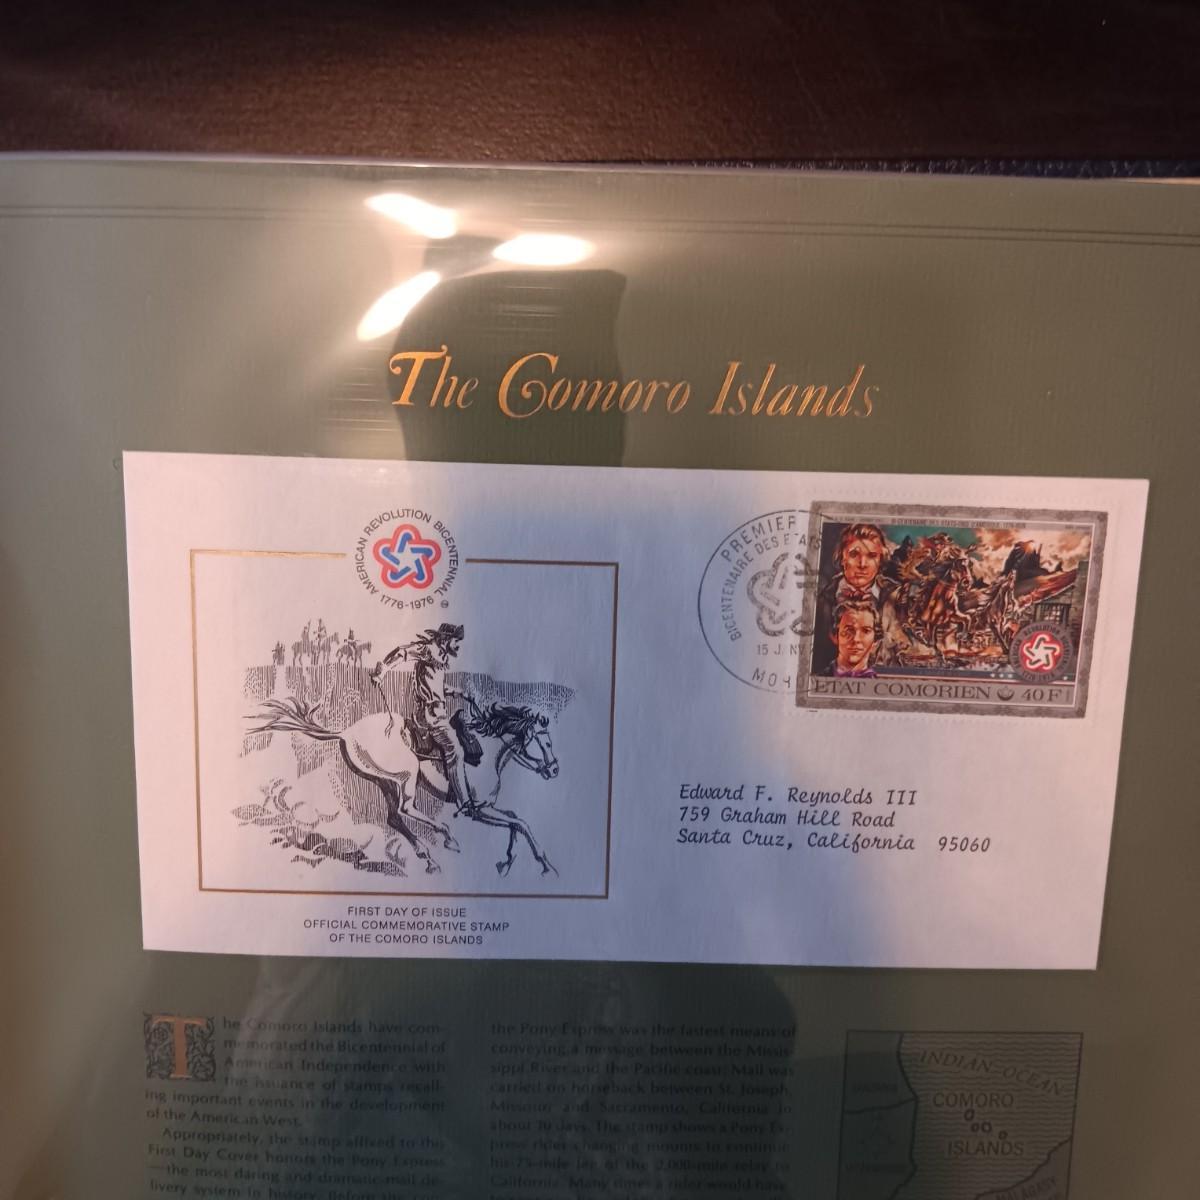 The Comoro Islands
AMERICAN REVOLUTION BICENTENNIAL
1776-1976
FIRST DAY OF ISSUE
OFFICIAL COMMEMORATIVE STAMP
OF THE COMORO ISLANDS
PREMIER
BICENTENAIRE DES ETATS
15 J
ETAT COMORIEN 40F
AMERICAN REVOLUTION BICENTENNIAL
Edward F. Reynolds III
759 Graham Hill Road
Santa Cruz, California 95060
The Comoro Islands have com-
memorated the Bicentennial of
American Independence with
the issuance of stamps recall-
ing important events in the development
of the American West.
Appropriately, the stamp affixed to this
First Day Cover honors the Pony Express
—the most daring and dramatic mail de-
livery system in history. Before the
the Pony Express was the fastest means of
conveying a message between the Missis-
sippi River and the Pacific coast. Mail was
carried on horseback between St. Joseph,
Missouri and Sacramento, California in
about 10 days. The stamp shows a Pony Ex-
press rider changing mounts to continue
his 75-mile leg of the 2,000-mile relay to
California. Many times a rider would have
INDIAN OCEAN
COMORO
ISLANDS